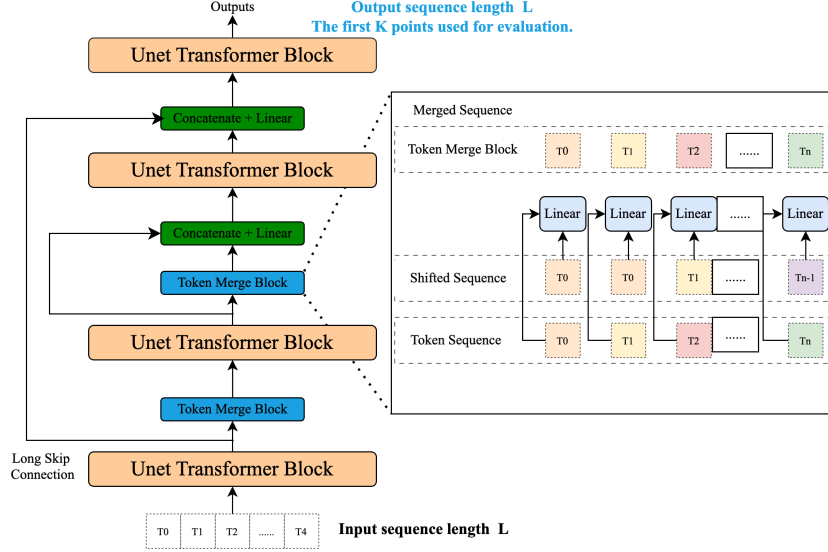 Outputs
Output sequence length L
The first K points used for evaluation.
Unet Transformer Block
Concatenate + Linear
Unet Transformer Block
Concatenate + Linear
Token Merge Block
Unet Transformer Block
Token Merge Block
Long Skip
Connection
Unet Transformer Block
T0 T1 T2 ...... T4
Input sequence length L
Merged Sequence
Token Merge Block T0 T1 T2 ...... Tn
Linear Linear Linear ...... Linear
Shifted Sequence T0 T0 T1 ...... Tn-1
Token Sequence T0 T1 T2 ...... Tn